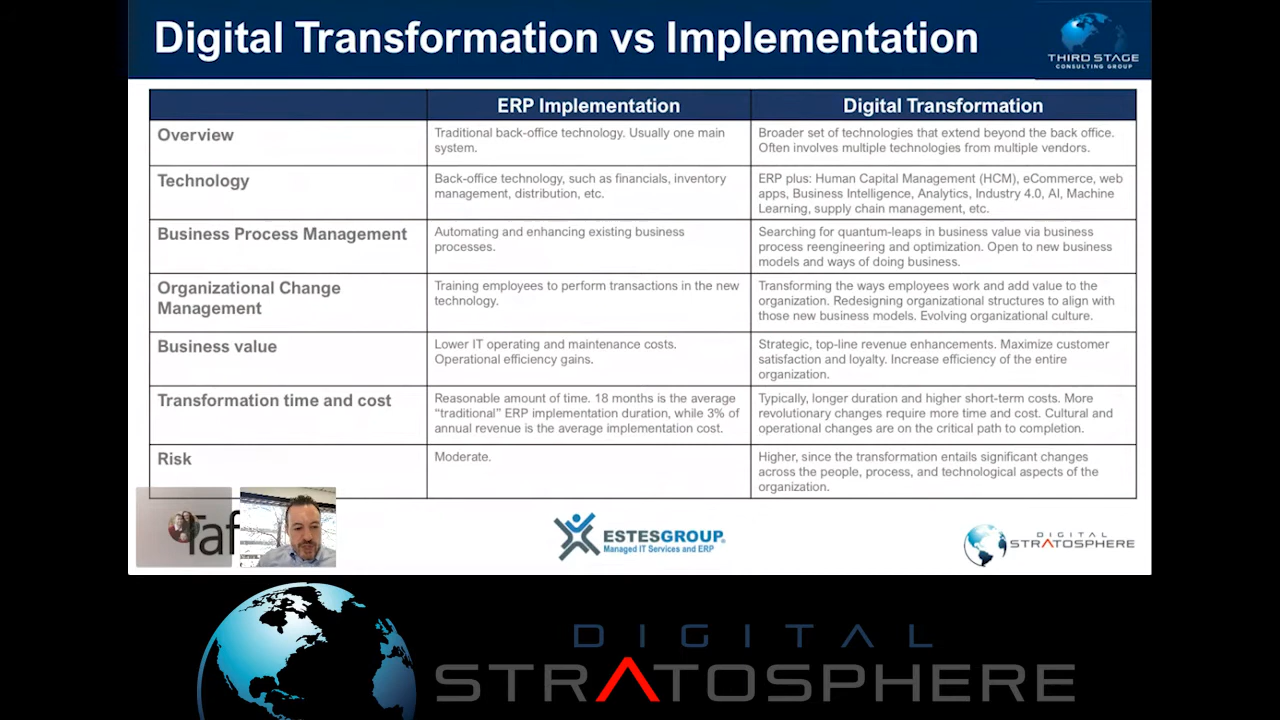 Digital Transformation vs Implementation
THIRD STAGE
CONSULTING GROUP
ERP Implementation
Digital Transformation
Overview
Traditional back-office technology. Usually one main
system.
Broader set of technologies that extend beyond the back office.
Often involves multiple technologies from multiple vendors.
Technology
Back-office technology, such as financials, inventory
management, distribution, etc.
ERP plus: Human Capital Management (HCM), eCommerce, web
apps, Business Intelligence, Analytics, Industry 4.0, AI, Machine
Learning, supply chain management, etc.
Business Process Management
Automating and enhancing existing business
processes.
Searching for quantum-leaps in business value via business
process reengineering and optimization. Open to new business
models and ways of doing business.
Organizational Change
Management
Training employees to perform transactions in the new
technology.
Transforming the ways employees work and add value to the
organization. Redesigning organizational structures to align with
those new business models. Evolving organizational culture.
Business value
Lower IT operating and maintenance costs.
Operational efficiency gains.
Strategic, top-line revenue enhancements. Maximize customer
satisfaction and loyalty. Increase efficiency of the entire
organization.
Transformation time and cost
Reasonable amount of time. 18 months is the average
“traditional” ERP implementation duration, while 3% of
annual revenue is the average implementation cost.
Typically, longer duration and higher short-term costs. More
revolutionary changes require more time and cost. Cultural and
operational changes are on the critical path to completion.
Risk
Moderate.
Higher, since the transformation entails significant changes
across the people, process, and technological aspects of the
organization.
ESTESGROUP
Managed IT Services and ERP
DIGITAL
STRATOSPHERE
DIGITAL
STRATOSPHERE